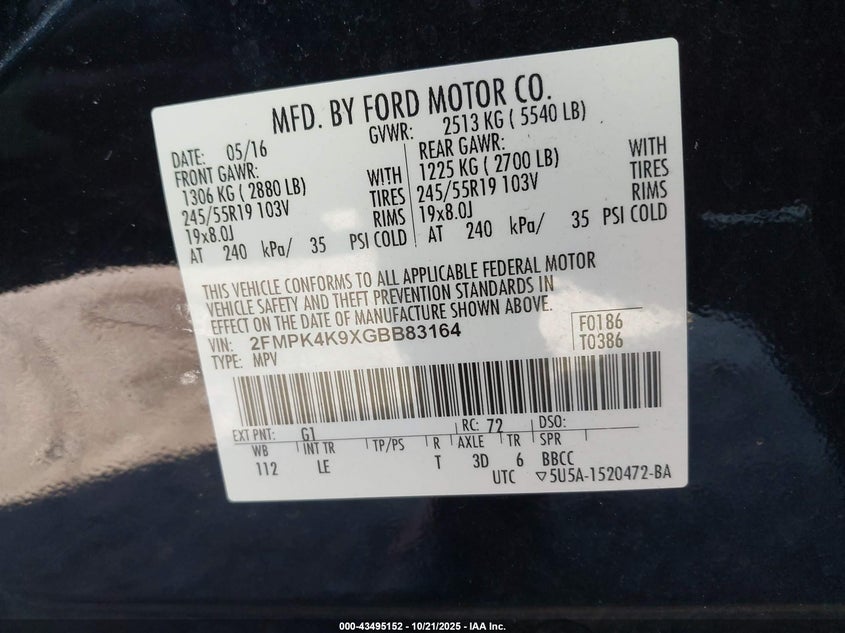 MFD. BY FORD MOTOR CO.
DATE: 05/16 GVWR: 2513 KG ( 5540 LB)
FRONT GAWR: REAR GAWR:
1306 KG ( 2880 LB) WITH 1225 KG ( 2700 LB) WITH
245/55R19 103V TIRES 245/55R19 103V TIRES
19x8.0J RIMS 19x8.0J RIMS
AT 240 kPa/ 35 PSI COLD AT 240 kPa/ 35 PSI COLD
THIS VEHICLE CONFORMS TO ALL APPLICABLE FEDERAL MOTOR
VEHICLE SAFETY AND THEFT PREVENTION STANDARDS IN
EFFECT ON THE DATE OF MANUFACTURE SHOWN ABOVE.
VIN: 2FMPK4K9XGBB83164 F0186
TYPE: MPV T0386
EXT PNT: G1 RC: 72 DSO:
WB INT TR TP/PS R AXLE TR SPR
112 LE T 3D 6 BBCC
UTC ▽5U5A-1520472-BA
000-43495152 - 10/21/2025 - IAA Inc.